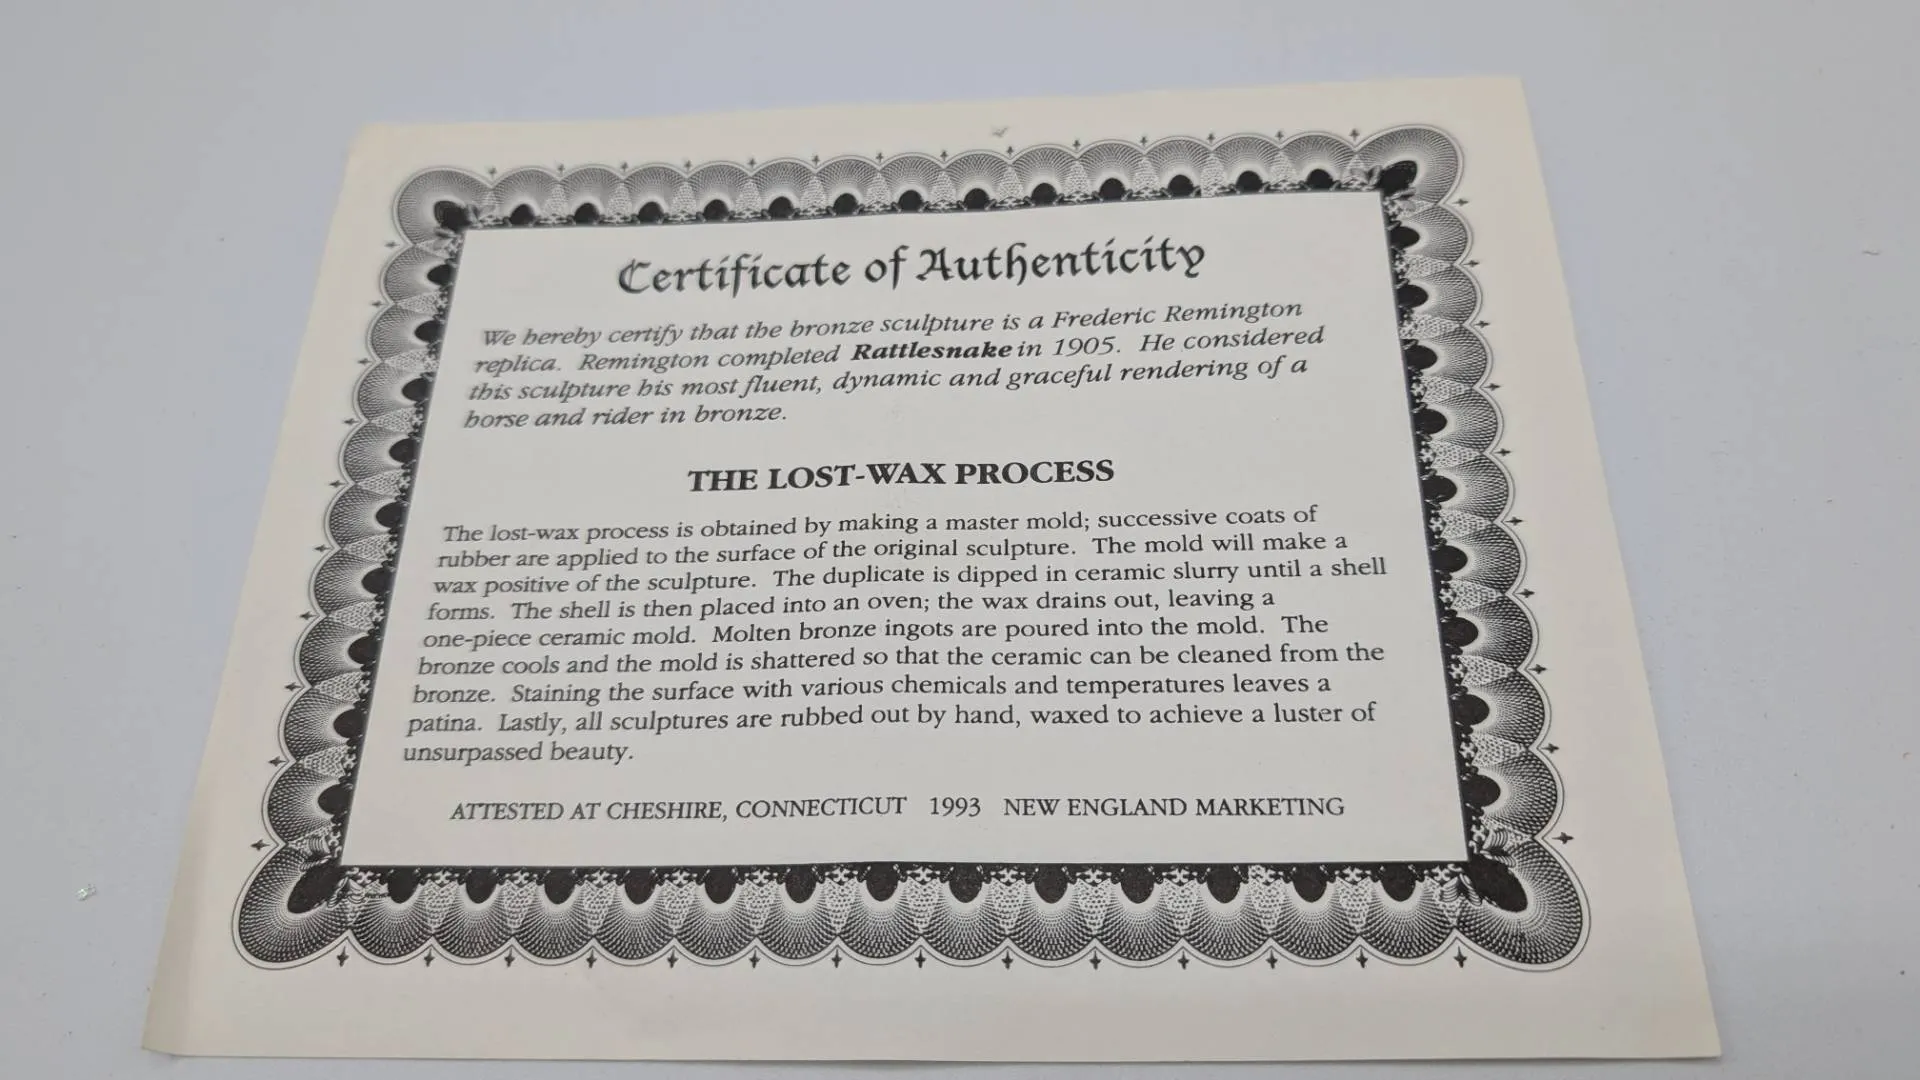 Certificate of Authenticity
We hereby certify that the bronze sculpture is a Frederic Remington
replica. Remington completed Rattlesnake in 1905. He considered
this sculpture his most fluent, dynamic and graceful rendering of a
horse and rider in bronze.
THE LOST-WAX PROCESS
The lost-wax process is obtained by making a master mold; successive coats of
rubber are applied to the surface of the original sculpture. The mold will make a
wax positive of the sculpture. The duplicate is dipped in ceramic slurry until a shell
forms. The shell is then placed into an oven; the wax drains out, leaving a
one-piece ceramic mold. Molten bronze ingots are poured into the mold. The
bronze cools and the mold is shattered so that the ceramic can be cleaned from the
bronze. Staining the surface with various chemicals and temperatures leaves a
patina. Lastly, all sculptures are rubbed out by hand, waxed to achieve a luster of
unsurpassed beauty.
ATTESTED AT CHESHIRE, CONNECTICUT 1993 NEW ENGLAND MARKETING